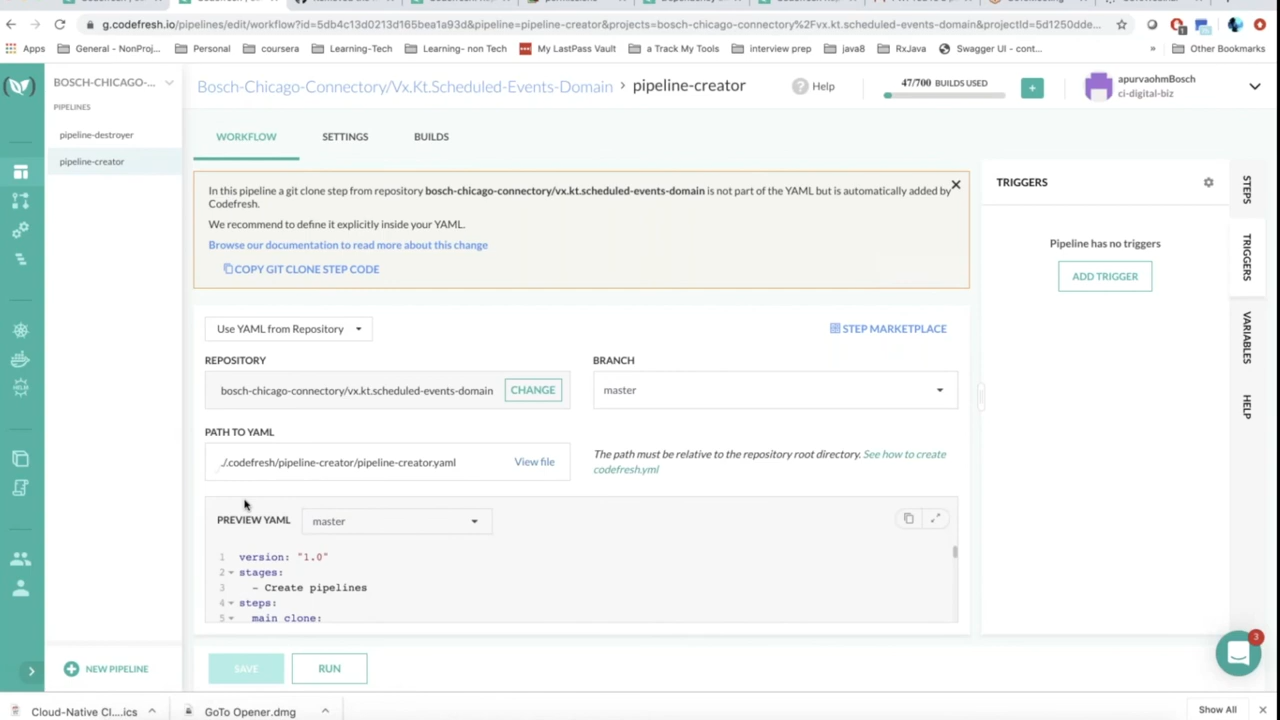 g.codefresh.io/pipelines/edit/workflow?id=5db4c13d0213d165bea1a93d&pipeline=pipeline-creator&projects=bosch-chicago-connectory%2Fvx.kt.scheduled-events-domain&projectId=5d1250dde...
Apps General - NonProj... Personal coursera Learning-Tech Learning- non Tech My LastPass Vault a Track My Tools interview prep java8 RxJava Swagger UI - cont... » Other Bookmarks
BOSCH-CHICAGO-...
PIPELINES
pipeline-destroyer
pipeline-creator
NEW PIPELINE
Bosch-Chicago-Connectory/Vx.Kt.Scheduled-Events-Domain > pipeline-creator
Help
47/700 BUILDS USED
+
apurvaohmBosch
ci-digital-biz
WORKFLOW SETTINGS BUILDS
In this pipeline a git clone step from repository bosch-chicago-connectory/vx.kt.scheduled-events-domain is not part of the YAML but is automatically added by
Codefresh.
We recommend to define it explicitly inside your YAML.
Browse our documentation to read more about this change
COPY GIT CLONE STEP CODE
Use YAML from Repository
STEP MARKETPLACE
REPOSITORY
bosch-chicago-connectory/vx.kt.scheduled-events-domain CHANGE
BRANCH
master
PATH TO YAML
./.codefresh/pipeline-creator/pipeline-creator.yaml View file
The path must be relative to the repository root directory. See how to create
codefresh.yml
PREVIEW YAML master
1 version: "1.0"
2 stages:
3 - Create pipelines
4 steps:
5 main clone:
SAVE RUN
TRIGGERS
Pipeline has no triggers
ADD TRIGGER
STEPS
TRIGGERS
VARIABLES
HELP
3
Cloud-Native CI....ics
GoTo Opener.dmg
Show All